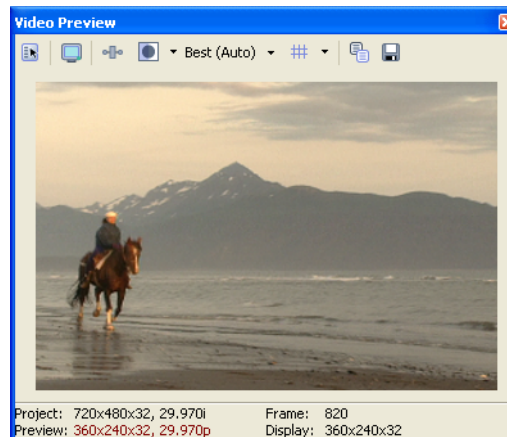 Video Preview
Best (Auto)
Project: 720x480x32, 29.970i Frame: 820
Preview: 360x240x32, 29.970p Display: 360x240x32